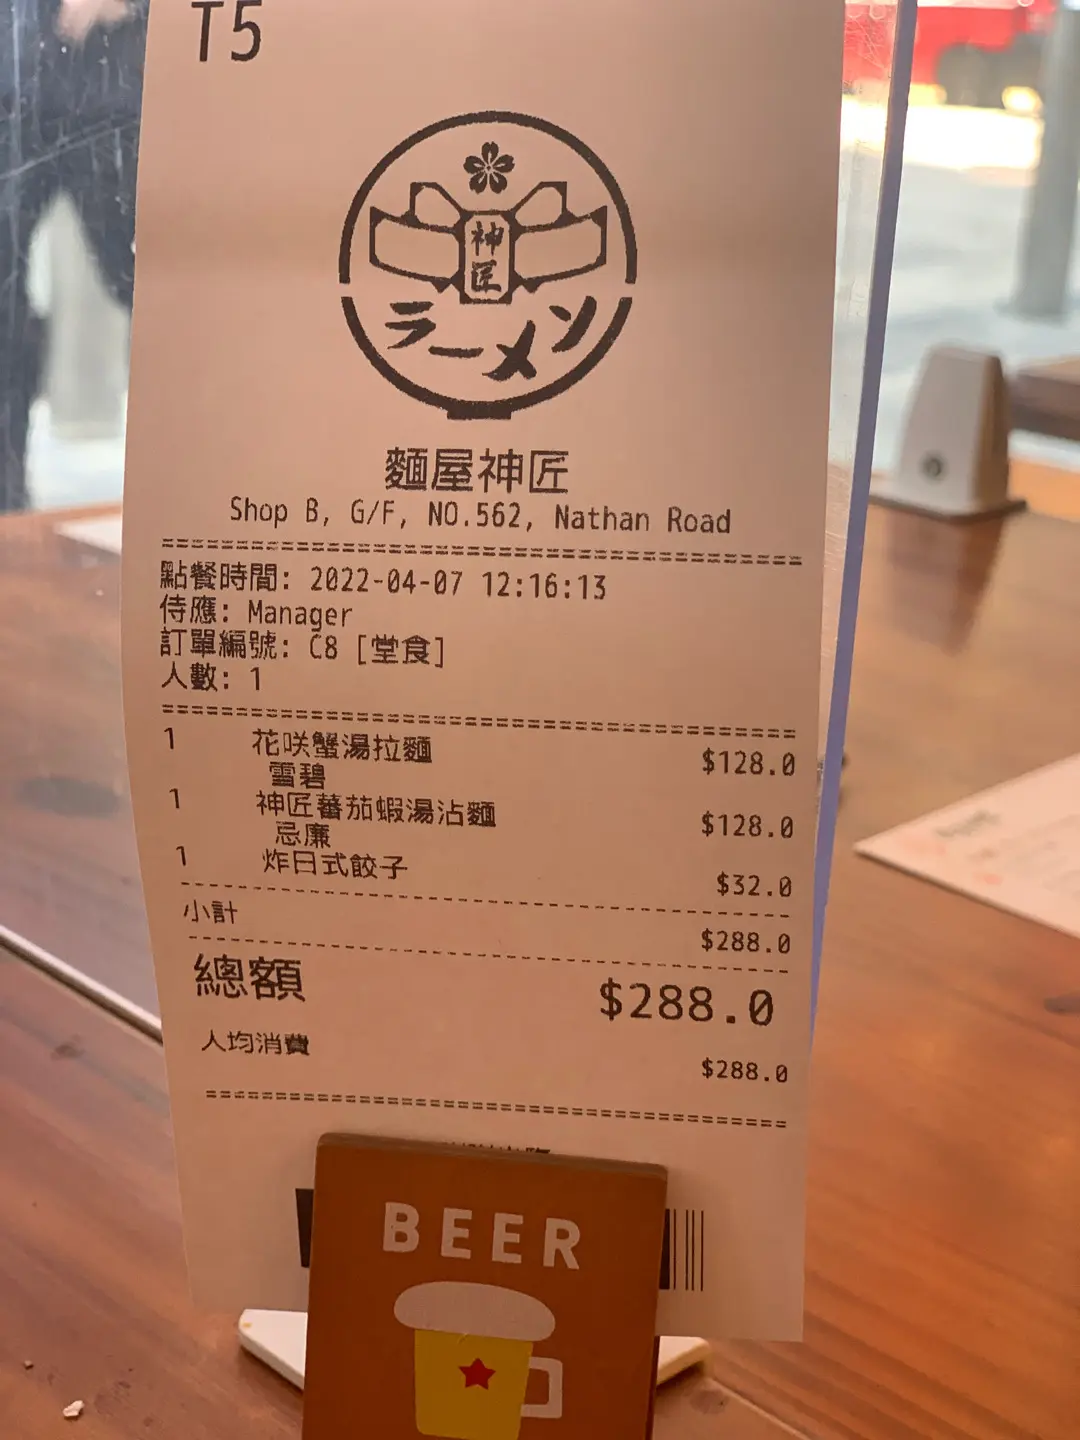 T5
神匠
ラーメン
麵屋神匠
Shop B, G/F, NO.562, Nathan Road
點餐時間: 2022-04-07 12:16:13
侍應: Manager
訂單編號: C8 [堂食]
人數: 1
1 花咲蟹湯拉麵 $128.0
雪碧
1 神匠蕃茄蝦湯沾麵 $128.0
忌廉
1 炸日式餃子 $32.0
小計 $288.0
總額 $288.0
人均消費 $288.0
BEER